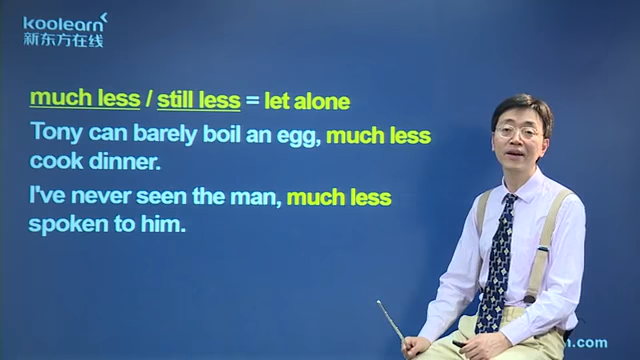 koolearn
新东方在线
much less / still less = let alone
Tony can barely boil an egg, much less
cook dinner.
I've never seen the man, much less
spoken to him.